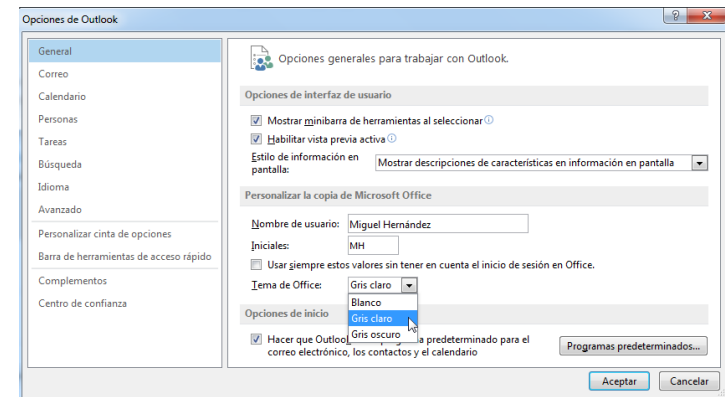 Opciones de Outlook
General
Correo
Calendario
Personas
Tareas
Búsqueda
Idioma
Avanzado
Personalizar cinta de opciones
Barra de herramientas de acceso rápido
Complementos
Centro de confianza
Opciones generales para trabajar con Outlook.
Opciones de interfaz de usuario
Mostrar minibarra de herramientas al seleccionar
Habilitar vista previa activa
Estilo de información en
pantalla:
Mostrar descripciones de características en información en pantalla
Personalizar la copia de Microsoft Office
Nombre de usuario: Miguel Hernández
Iniciales: MH
Usar siempre estos valores sin tener en cuenta el inicio de sesión en Office.
Tema de Office: Gris claro
Blanco
Gris claro
Gris oscuro
Opciones de inicio
Hacer que Outloo a predeterminado para el
correo electrónico, los contactos y el calendario
Programas predeterminados...
Aceptar Cancelar